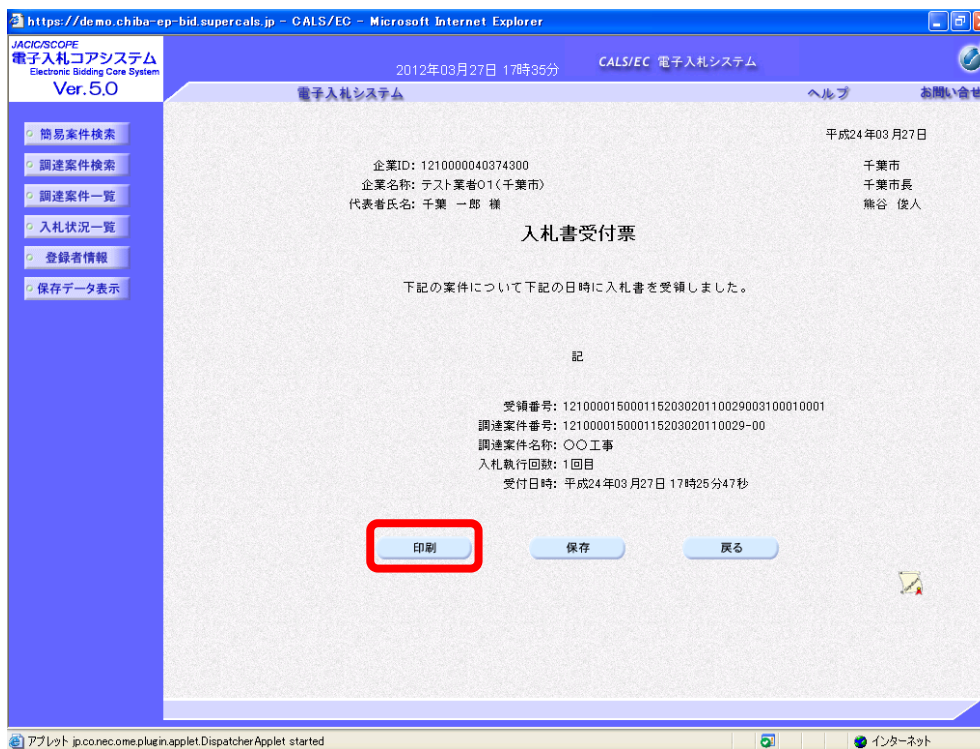 https://demo.chiba-ep-bid.supercals.jp - CALS/EC - Microsoft Internet Explorer
JACIC/SCOPE
電子入札コアシステム
Electronic Bidding Core System
Ver.5.0
2012年03月27日 17時35分
CALS/EC 電子入札システム
電子入札システム
ヘルプ
お問い合せ
簡易案件検索
調達案件検索
調達案件一覧
入札状況一覧
登録者情報
保存データ表示
平成24年03月27日
企業ID: 1210000040374300
千葉市
企業名称: テスト業者01(千葉市)
千葉市長
代表者氏名: 千葉 一郎 様
熊谷 俊人
入札書受付票
下記の案件について下記の日時に入札書を受領しました。
記
受領番号: 12100001500011520302011002900310001​0001
調達案件番号: 121000015000115203020110029-00
調達案件名称: 〇〇工事
入札執行回数: 1回目
受付日時: 平成24年03月27日 17時25分47秒
印刷
保存
戻る
アプレット jp.co.nec.ome.plugin.applet.DispatcherApplet started
インターネット